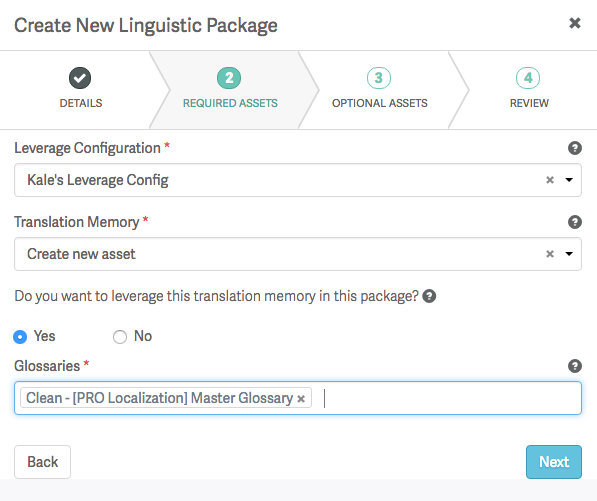 Create New Linguistic Package ×
2 3 4
DETAILS REQUIRED ASSETS OPTIONAL ASSETS REVIEW
Leverage Configuration * ?
Kale's Leverage Config ×
Translation Memory * ?
Create new asset ×
Do you want to leverage this translation memory in this package? ?
Yes No
Glossaries * ?
Clean - [PRO Localization] Master Glossary ×
Back Next